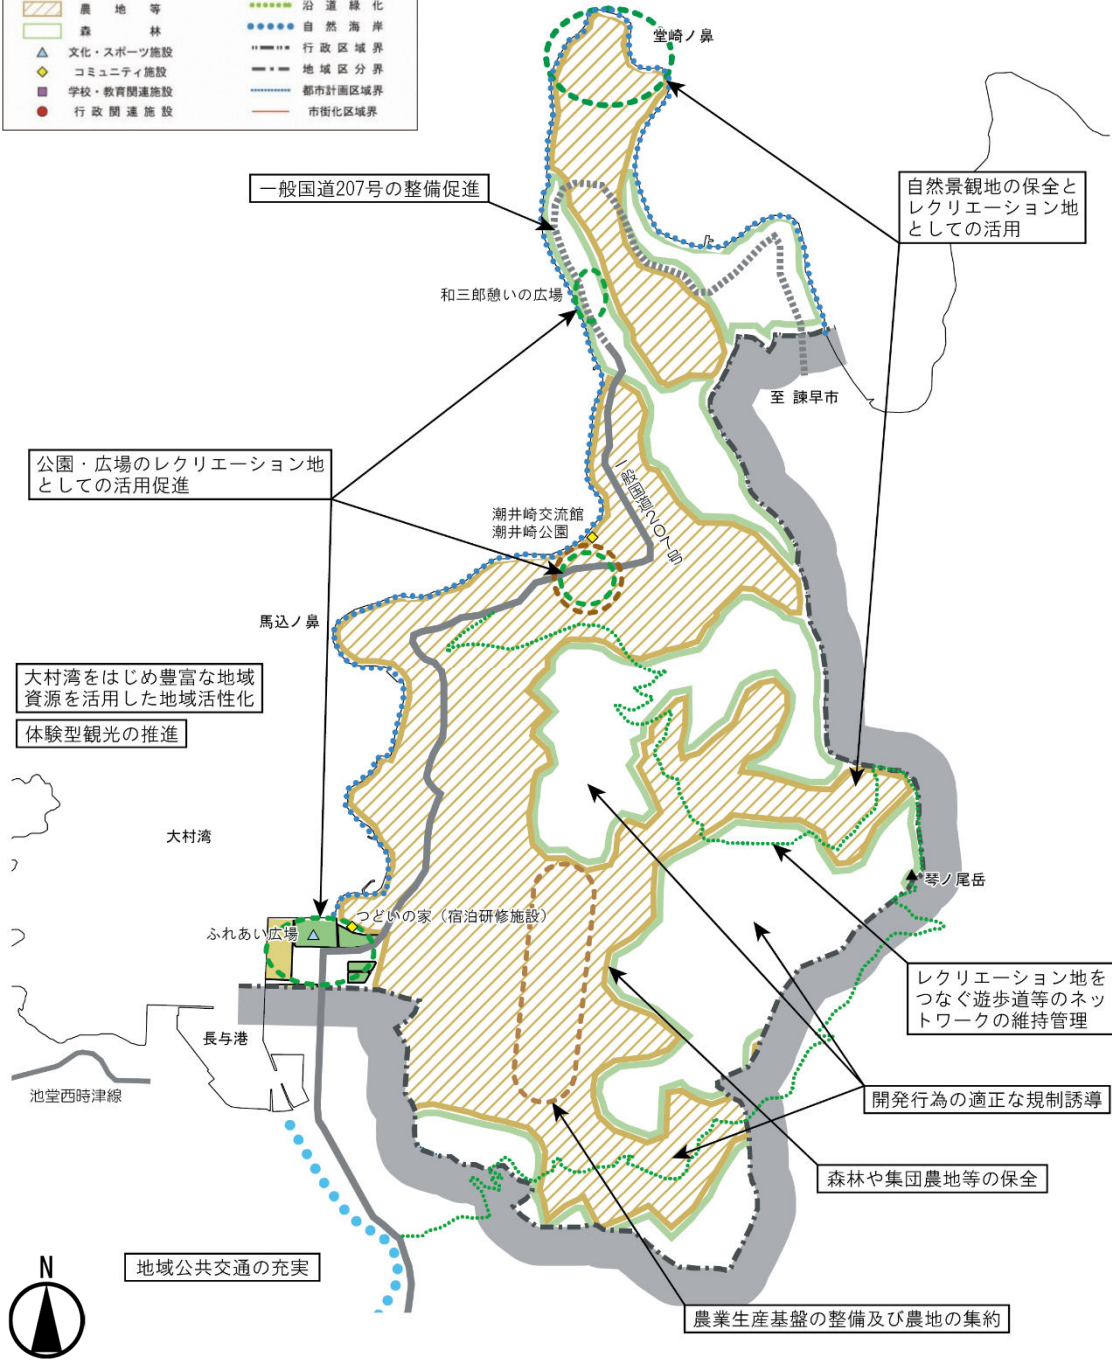 農地等
森林
文化・スポーツ施設
コミュニティ施設
学校・教育関連施設
行政関連施設
沿道緑化
自然海岸
行政区域界
地域区分界
都市計画区域界
市街化区域界
堂崎ノ鼻
一般国道207号の整備促進
自然景観地の保全と
レクリエーション地
としての活用
和三郎憩いの広場
至 諫早市
公園・広場のレクリエーション地
としての活用促進
一般国道207号
潮井崎交流館
潮井崎公園
馬込ノ鼻
大村湾をはじめ豊富な地域
資源を活用した地域活性化
体験型観光の推進
大村湾
琴ノ尾岳
つどいの家（宿泊研修施設）
ふれあい広場
レクリエーション地を
つなぐ遊歩道等のネッ
トワークの維持管理
長与港
池堂西時津線
開発行為の適正な規制誘導
森林や集団農地等の保全
地域公共交通の充実
農業生産基盤の整備及び農地の集約
N